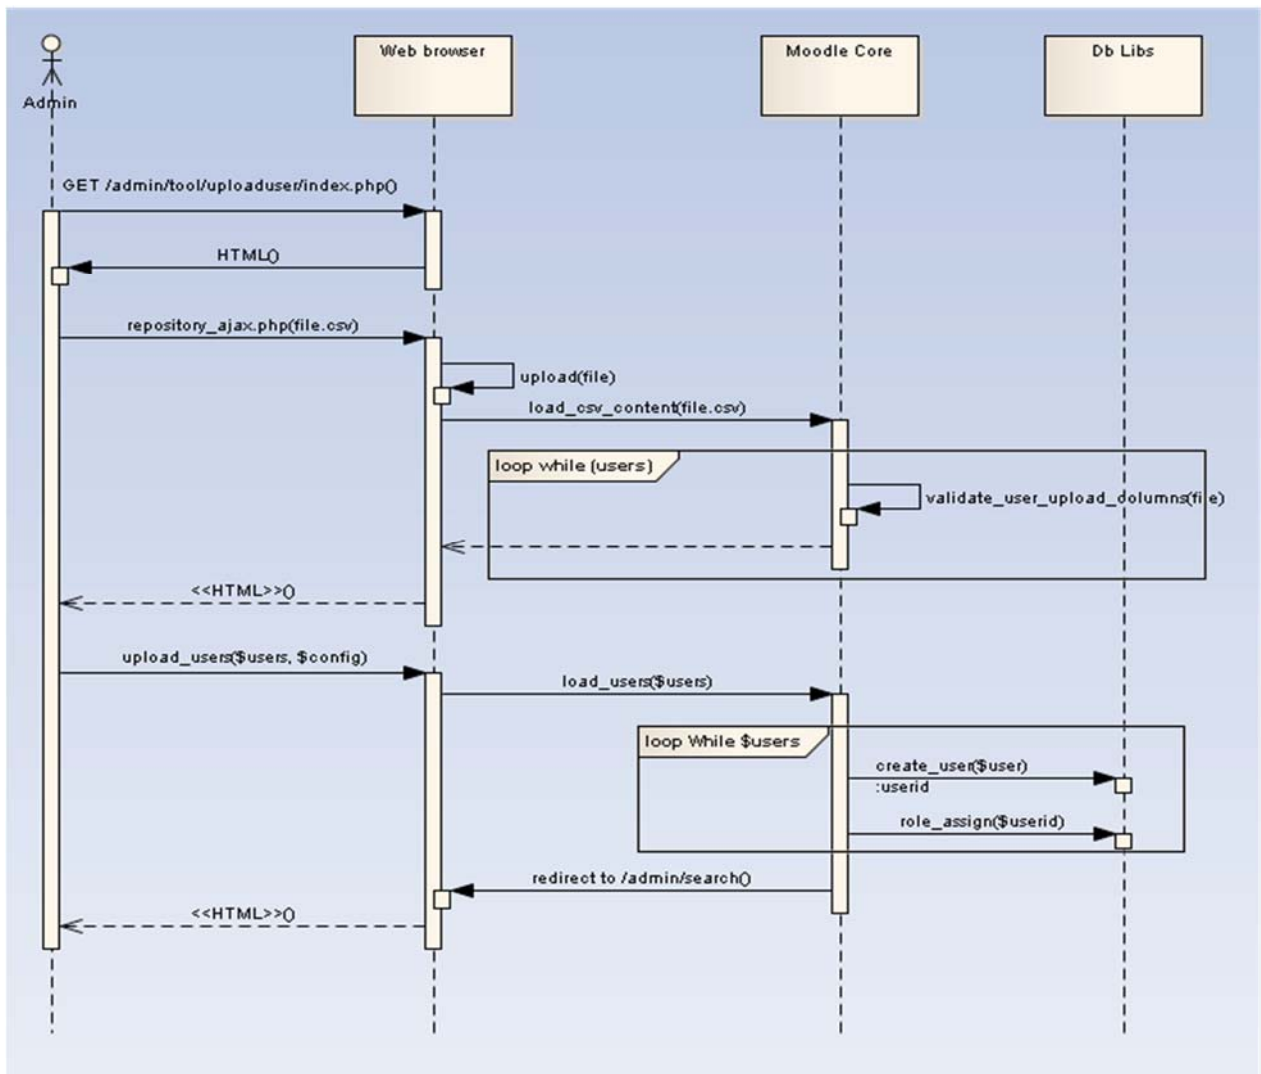 Web browser
Moodle Core
Db Libs
Admin
GET /admin/tool/uploaduser/index.php()
HTML()
repository_ajax.php(file.csv)
upload(file)
load_csv_content(file.csv)
loop while (users)
validate_user_upload_columns(file)
<<HTML>>()
upload_users($users, $config)
load_users($users)
loop While $users
create_user($user)
:userid
role_assign($userid)
redirect to /admin/search()
<<HTML>>()